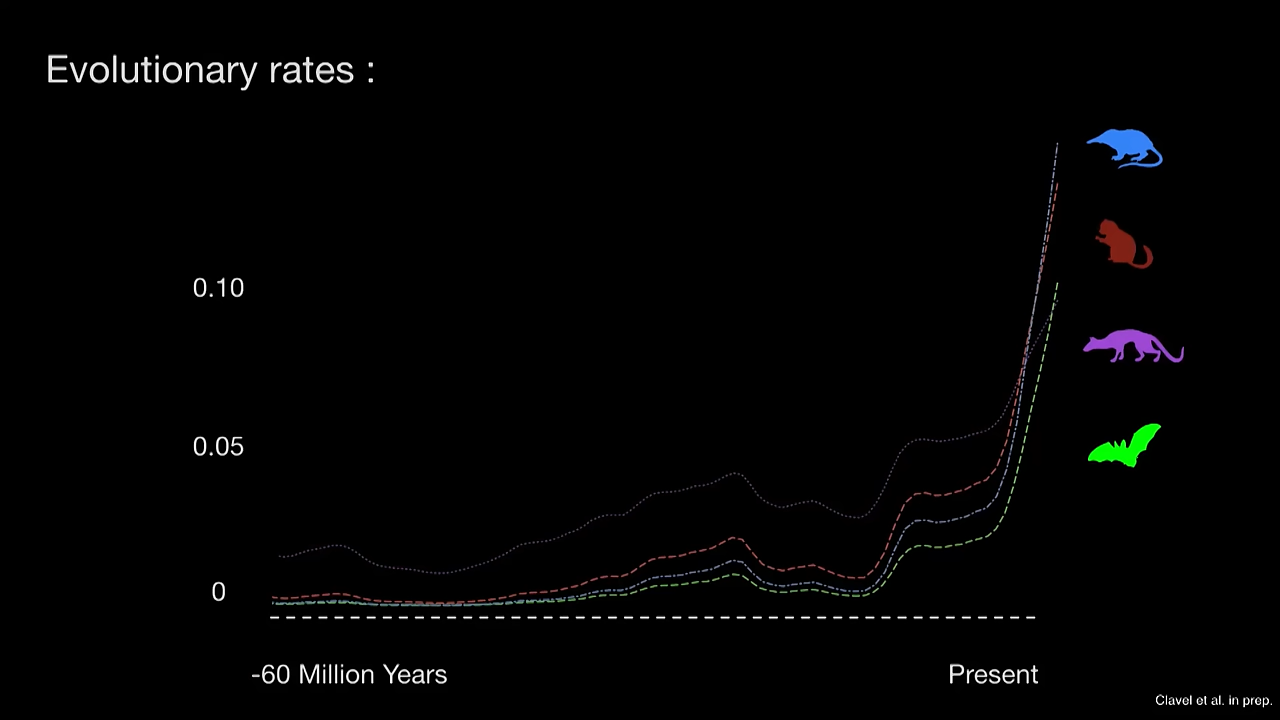 Evolutionary rates :
0.10
0.05
0
-60 Million Years
Present
Clavel et al. in prep.